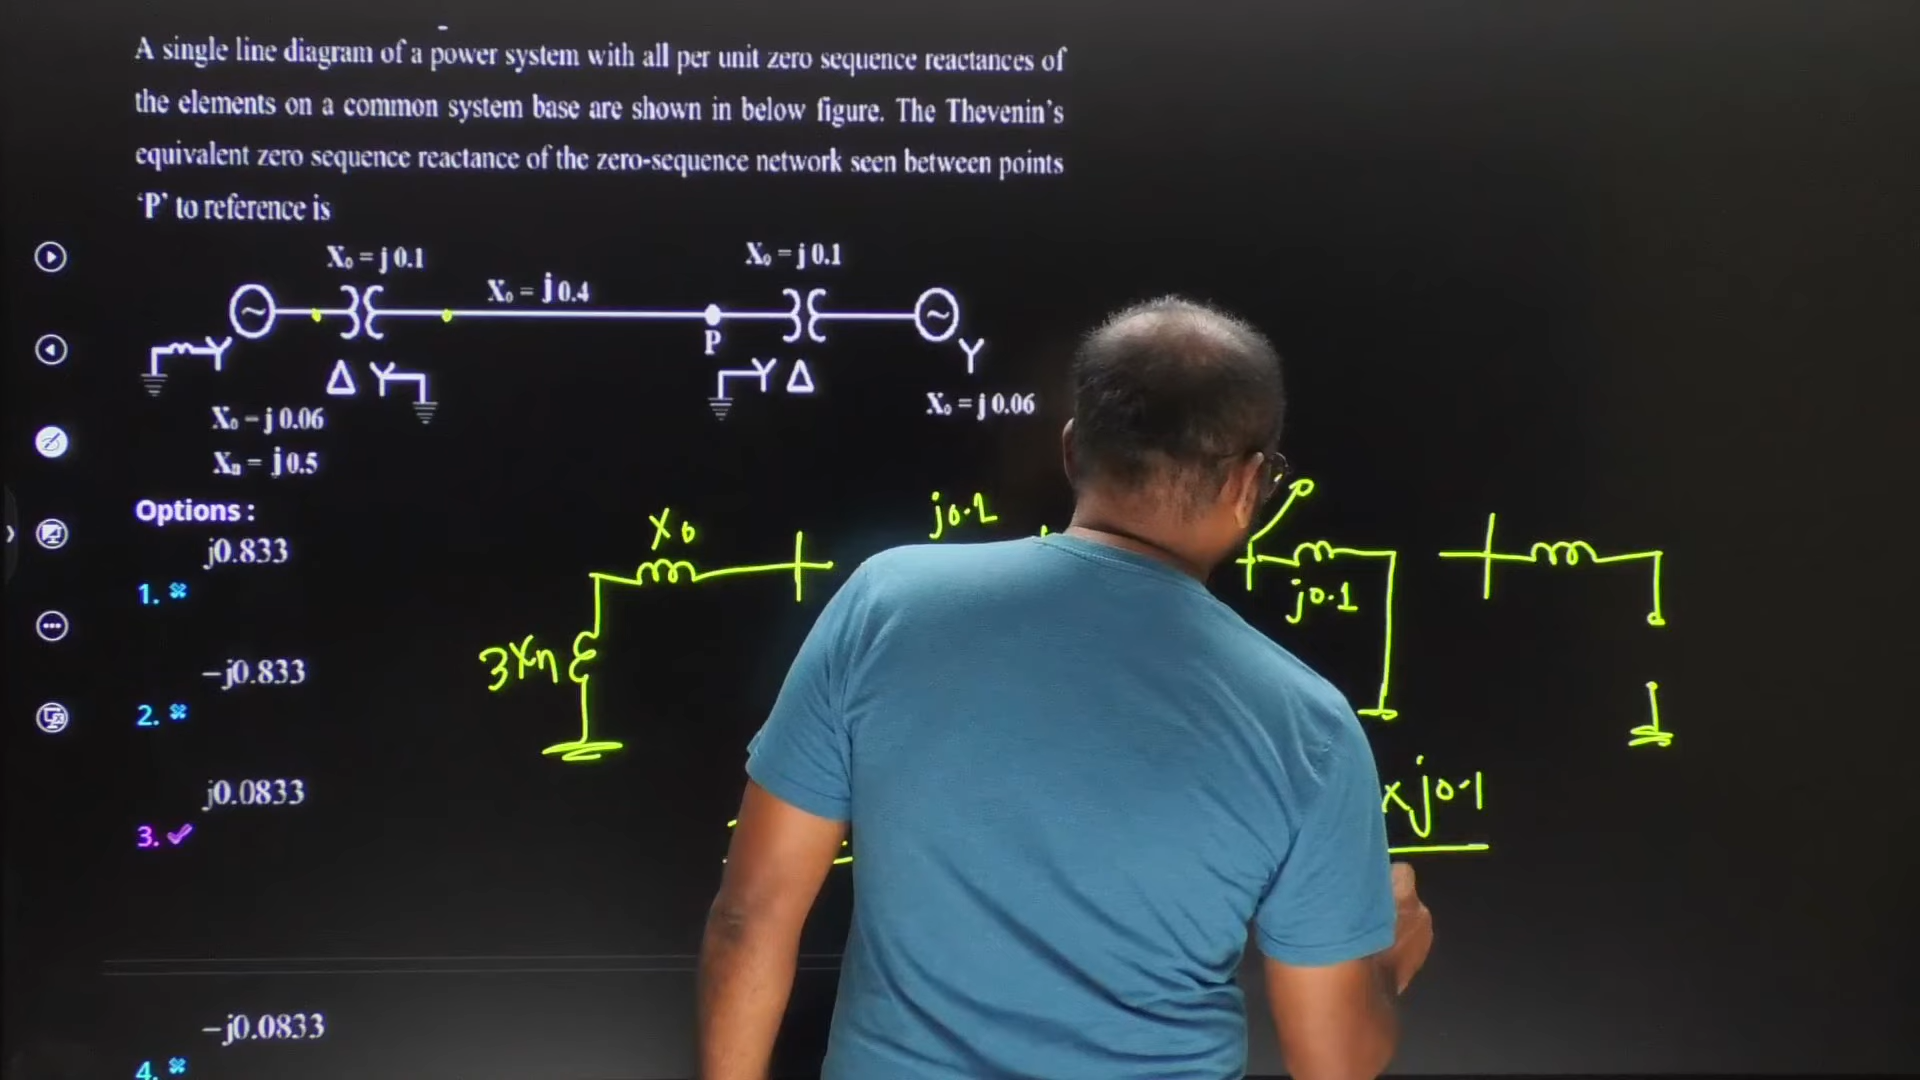 A single line diagram of a power system with all per unit zero sequence reactances of
the elements on a common system base are shown in below figure. The Thevenin's
equivalent zero sequence reactance of the zero-sequence network seen between points
‘P’ to reference is
X₀ = j 0.1
X₀ = j 0.1
X₀ = j 0.4
P
Δ Y
Y Δ
Y
Y
X₀ = j 0.06
X₀ – j 0.06
Xₙ = j 0.5
Options :
j0.833
1.
–j0.833
2.
j0.0833
3.
–j0.0833
4.
X₀
j0.1
j0.1
3Xn
x j0.1